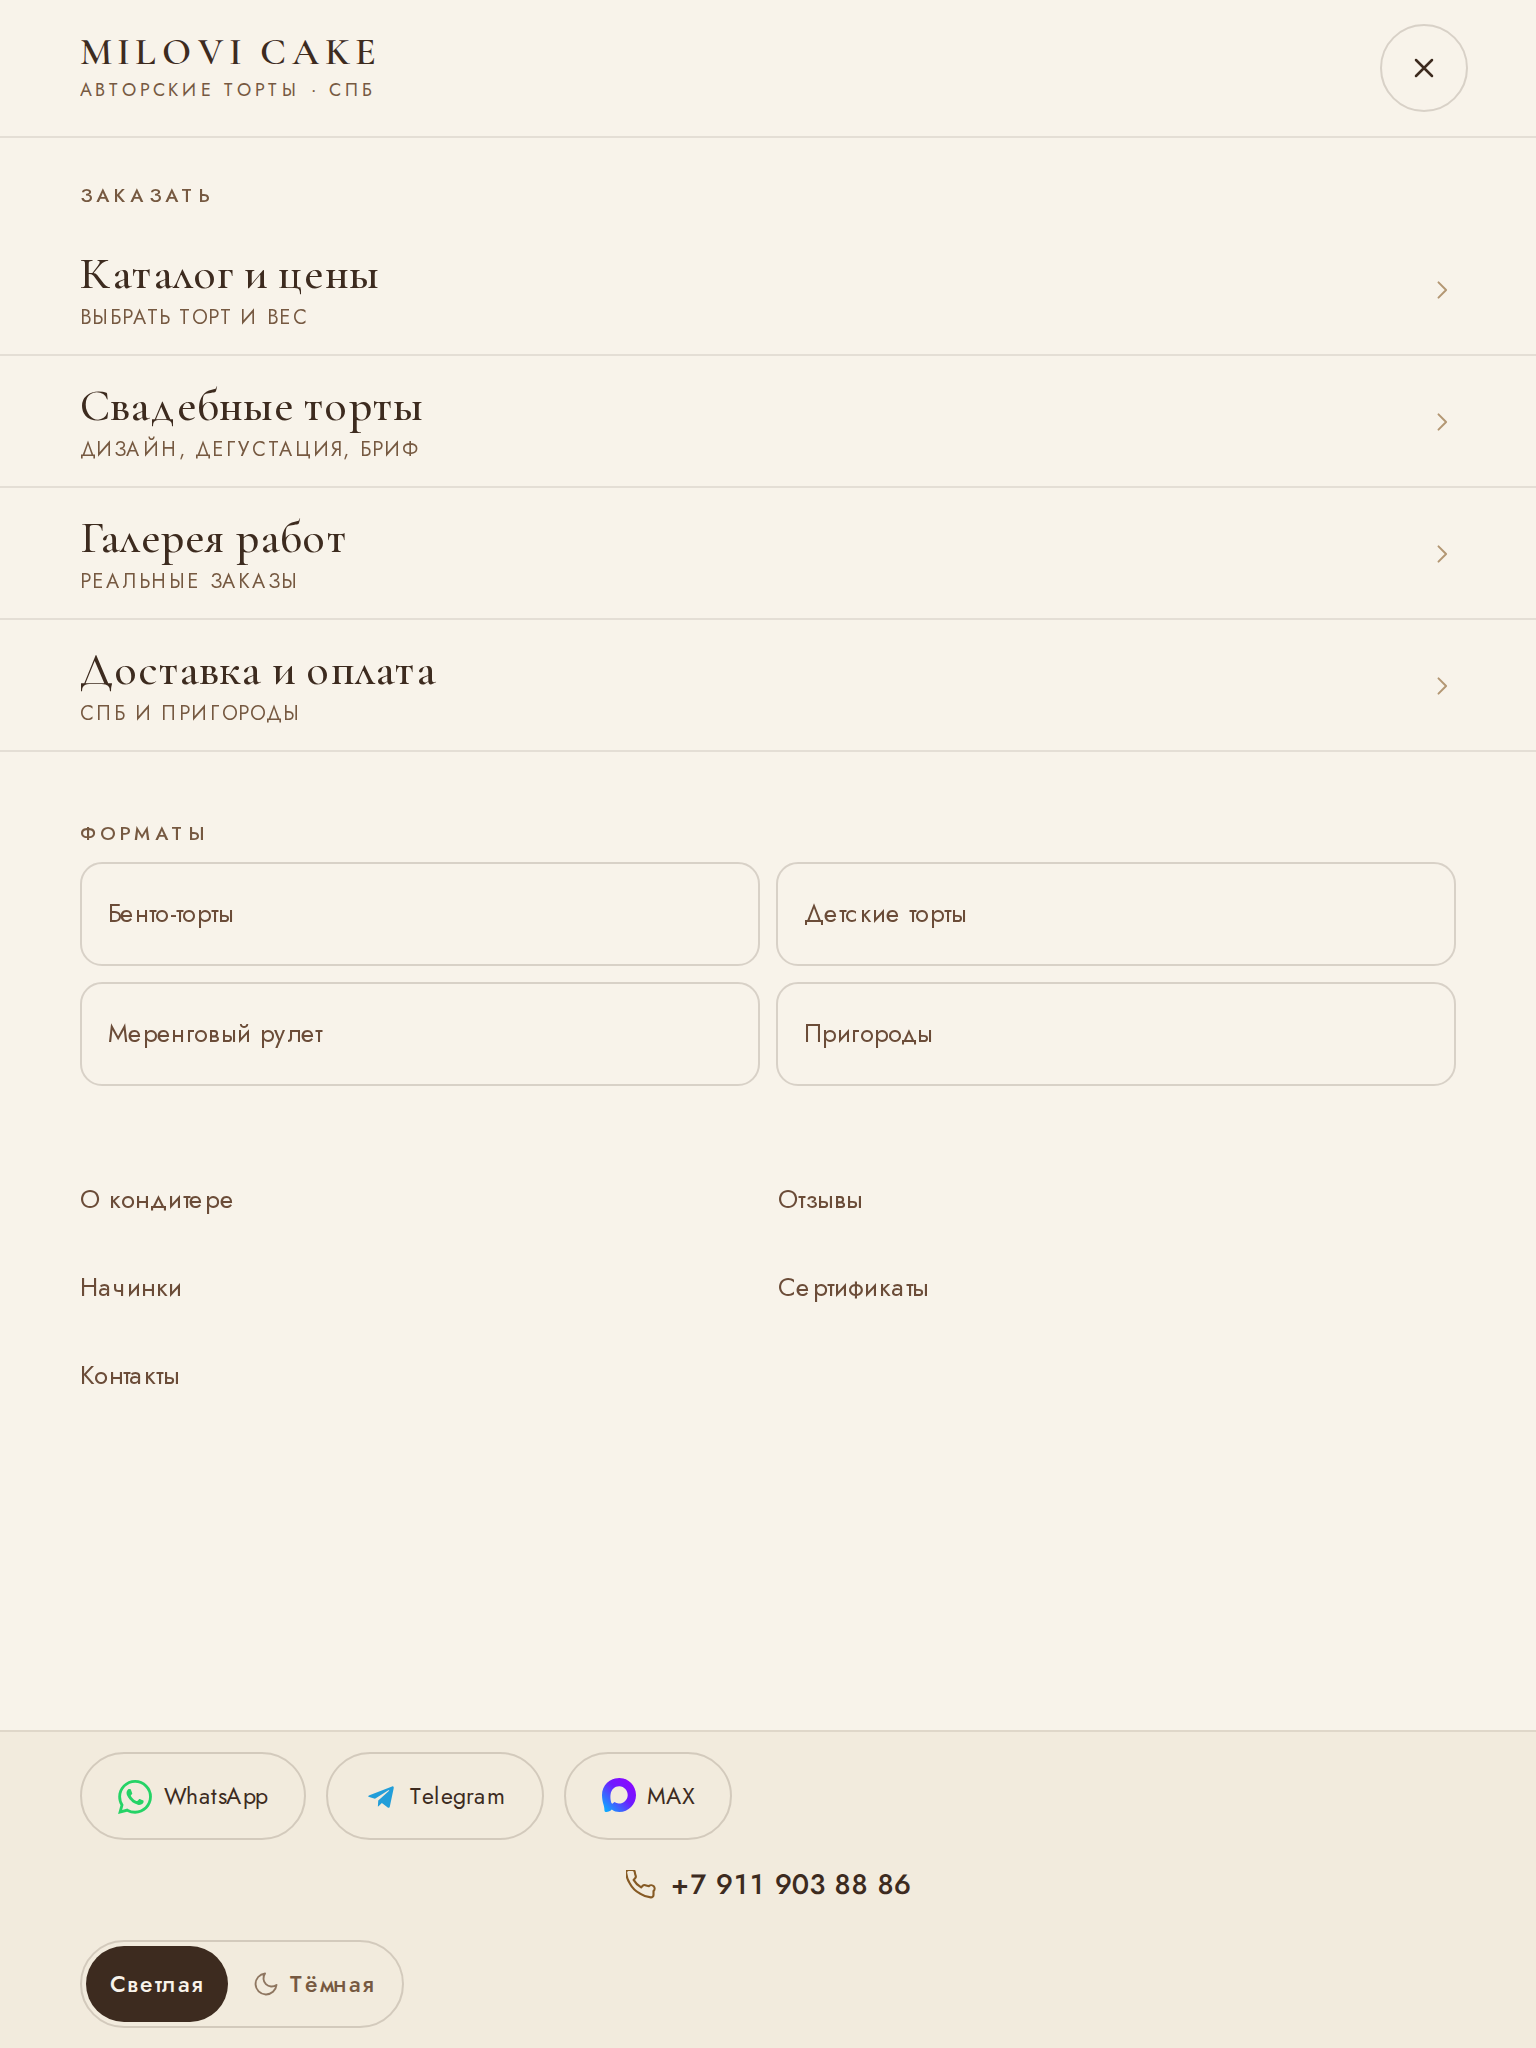 MILOVI CAKE
АВТОРСКИЕ ТОРТЫ · СПБ
ЗАКАЗАТЬ
Каталог и цены
ВЫБРАТЬ ТОРТ И ВЕС
Свадебные торты
ДИЗАЙН, ДЕГУСТАЦИЯ, БРИФ
Галерея работ
РЕАЛЬНЫЕ ЗАКАЗЫ
Доставка и оплата
СПБ И ПРИГОРОДЫ
ФОРМАТЫ
Бенто-торты
Детские торты
Меренговый рулет
Пригороды
О кондитере
Отзывы
Начинки
Сертификаты
Контакты
WhatsApp
Telegram
MAX
+7 911 903 88 86
Светлая
Тёмная